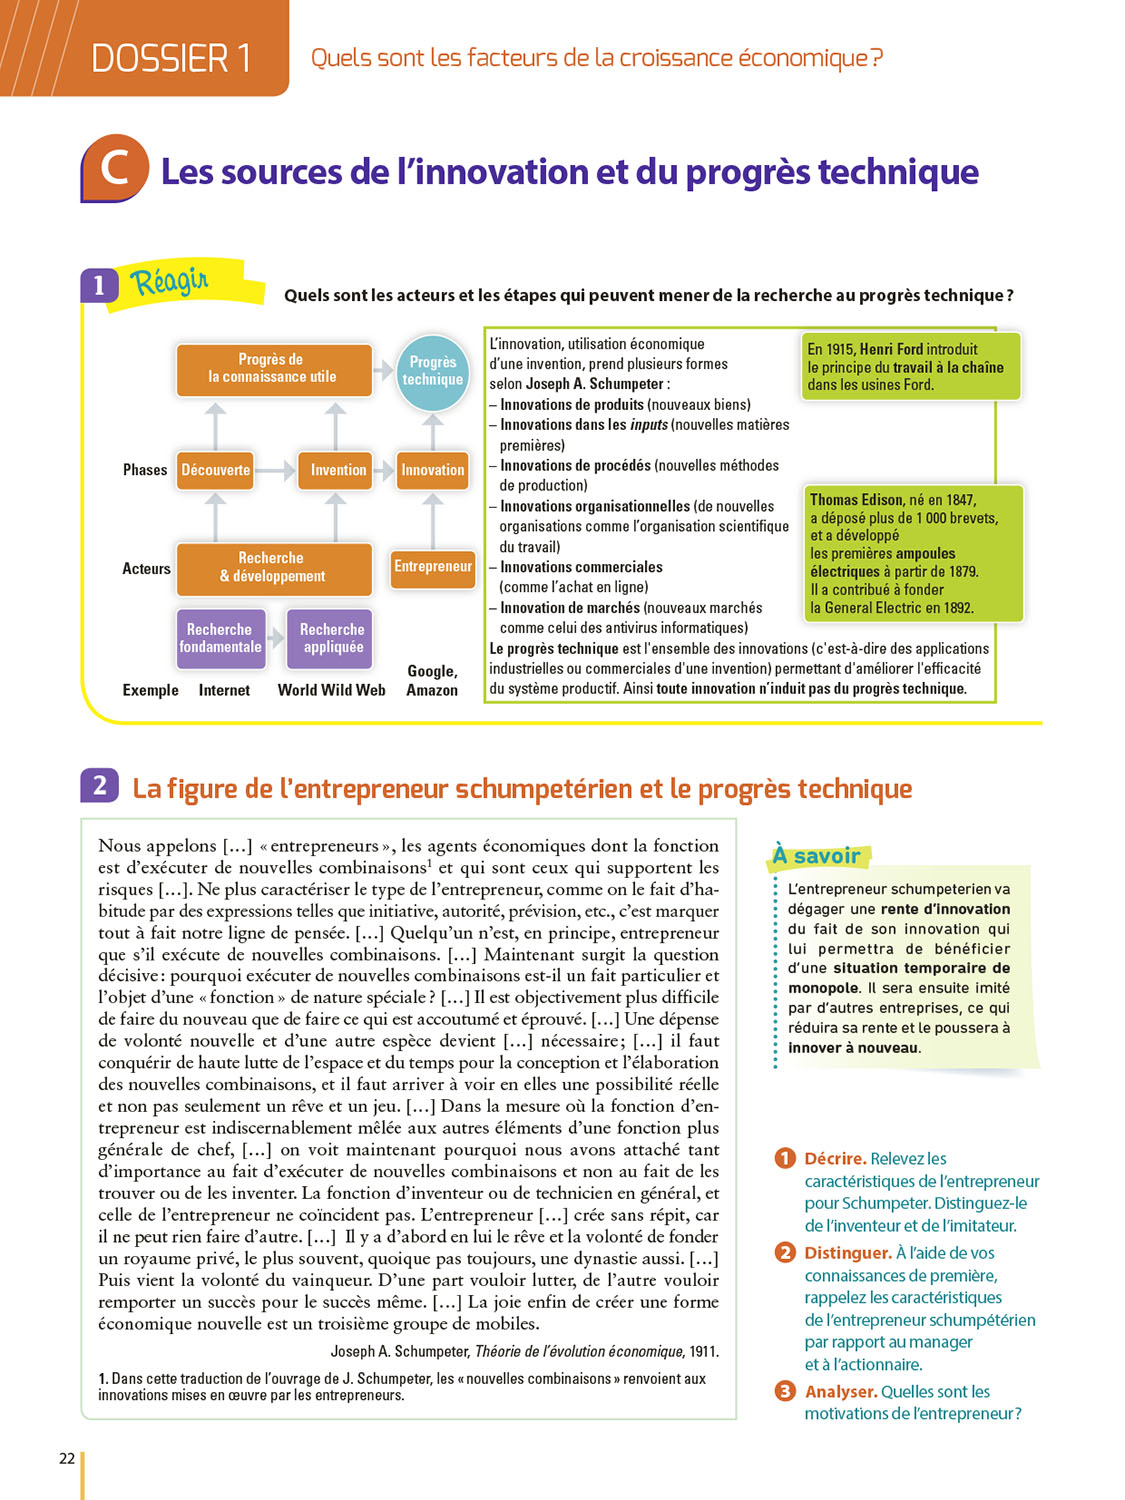 DOSSIER 1
Quels sont les facteurs de la croissance économique ?
C
Les sources de l’innovation et du progrès technique
1
Réagir
Quels sont les acteurs et les étapes qui peuvent mener de la recherche au progrès technique ?
Progrès de
la connaissance utile
Progrès
technique
Phases
Découverte
Invention
Innovation
Acteurs
Recherche
& développement
Entrepreneur
Recherche
fondamentale
Recherche
appliquée
Exemple
Internet
World Wild Web
Google,
Amazon
L’innovation, utilisation économique
d’une invention, prend plusieurs formes
selon Joseph A. Schumpeter :
– Innovations de produits (nouveaux biens)
– Innovations dans les inputs (nouvelles matières
premières)
– Innovations de procédés (nouvelles méthodes
de production)
– Innovations organisationnelles (de nouvelles
organisations comme l’organisation scientifique
du travail)
– Innovations commerciales
(comme l’achat en ligne)
– Innovation de marchés (nouveaux marchés
comme celui des antivirus informatiques)
Le progrès technique est l'ensemble des innovations (c'est-à-dire des applications
industrielles ou commerciales d'une invention) permettant d'améliorer l'efficacité
du système productif. Ainsi toute innovation n’induit pas du progrès technique.
En 1915, Henri Ford introduit
le principe du travail à la chaîne
dans les usines Ford.
Thomas Edison, né en 1847,
a déposé plus de 1 000 brevets,
et a développé
les premières ampoules
électriques à partir de 1879.
Il a contribué à fonder
la General Electric en 1892.
2
La figure de l’entrepreneur schumpetérien et le progrès technique
Nous appelons […] « entrepreneurs », les agents économiques dont la fonction
est d’exécuter de nouvelles combinaisons1 et qui sont ceux qui supportent les
risques […]. Ne plus caractériser le type de l’entrepreneur, comme on le fait d’ha-
bitude par des expressions telles que initiative, autorité, prévision, etc., c’est marquer
tout à fait notre ligne de pensée. […] Quelqu’un n’est, en principe, entrepreneur
que s’il exécute de nouvelles combinaisons. […] Maintenant surgit la question
décisive : pourquoi exécuter de nouvelles combinaisons est-il un fait particulier et
l’objet d’une « fonction » de nature spéciale ? […] Il est objectivement plus difficile
de faire du nouveau que de faire ce qui est accoutumé et éprouvé. […] Une dépense
de volonté nouvelle et d’une autre espèce devient […] nécessaire ; […] il faut
conquérir de haute lutte de l’espace et du temps pour la conception et l’élaboration
des nouvelles combinaisons, et il faut arriver à voir en elles une possibilité réelle
et non pas seulement un rêve et un jeu. […] Dans la mesure où la fonction d’en-
trepreneur est indiscernablement mêlée aux autres éléments d’une fonction plus
générale de chef, […] on voit maintenant pourquoi nous avons attaché tant
d’importance au fait d’exécuter de nouvelles combinaisons et non au fait de les
trouver ou de les inventer. La fonction d’inventeur ou de technicien en général, et
celle de l’entrepreneur ne coïncident pas. L’entrepreneur […] crée sans répit, car
il ne peut rien faire d’autre. […] Il y a d’abord en lui le rêve et la volonté de fonder
un royaume privé, le plus souvent, quoique pas toujours, une dynastie aussi. […]
Puis vient la volonté du vainqueur. D’une part vouloir lutter, de l’autre vouloir
remporter un succès pour le succès même. […] La joie enfin de créer une forme
économique nouvelle est un troisième groupe de mobiles.
Joseph A. Schumpeter, Théorie de l’évolution économique, 1911.
1. Dans cette traduction de l’ouvrage de J. Schumpeter, les « nouvelles combinaisons » renvoient aux
innovations mises en œuvre par les entrepreneurs.
À savoir
L’entrepreneur schumpeterien va
dégager une rente d’innovation
du fait de son innovation qui
lui permettra de bénéficier
d’une situation temporaire de
monopole. Il sera ensuite imité
par d’autres entreprises, ce qui
réduira sa rente et le poussera à
innover à nouveau.
1 Décrire. Relevez les
caractéristiques de l’entrepreneur
pour Schumpeter. Distinguez-le
de l’inventeur et de l’imitateur.
2 Distinguer. À l’aide de vos
connaissances de première,
rappelez les caractéristiques
de l’entrepreneur schumpétérien
par rapport au manager
et à l’actionnaire.
3 Analyser. Quelles sont les
motivations de l’entrepreneur ?
22